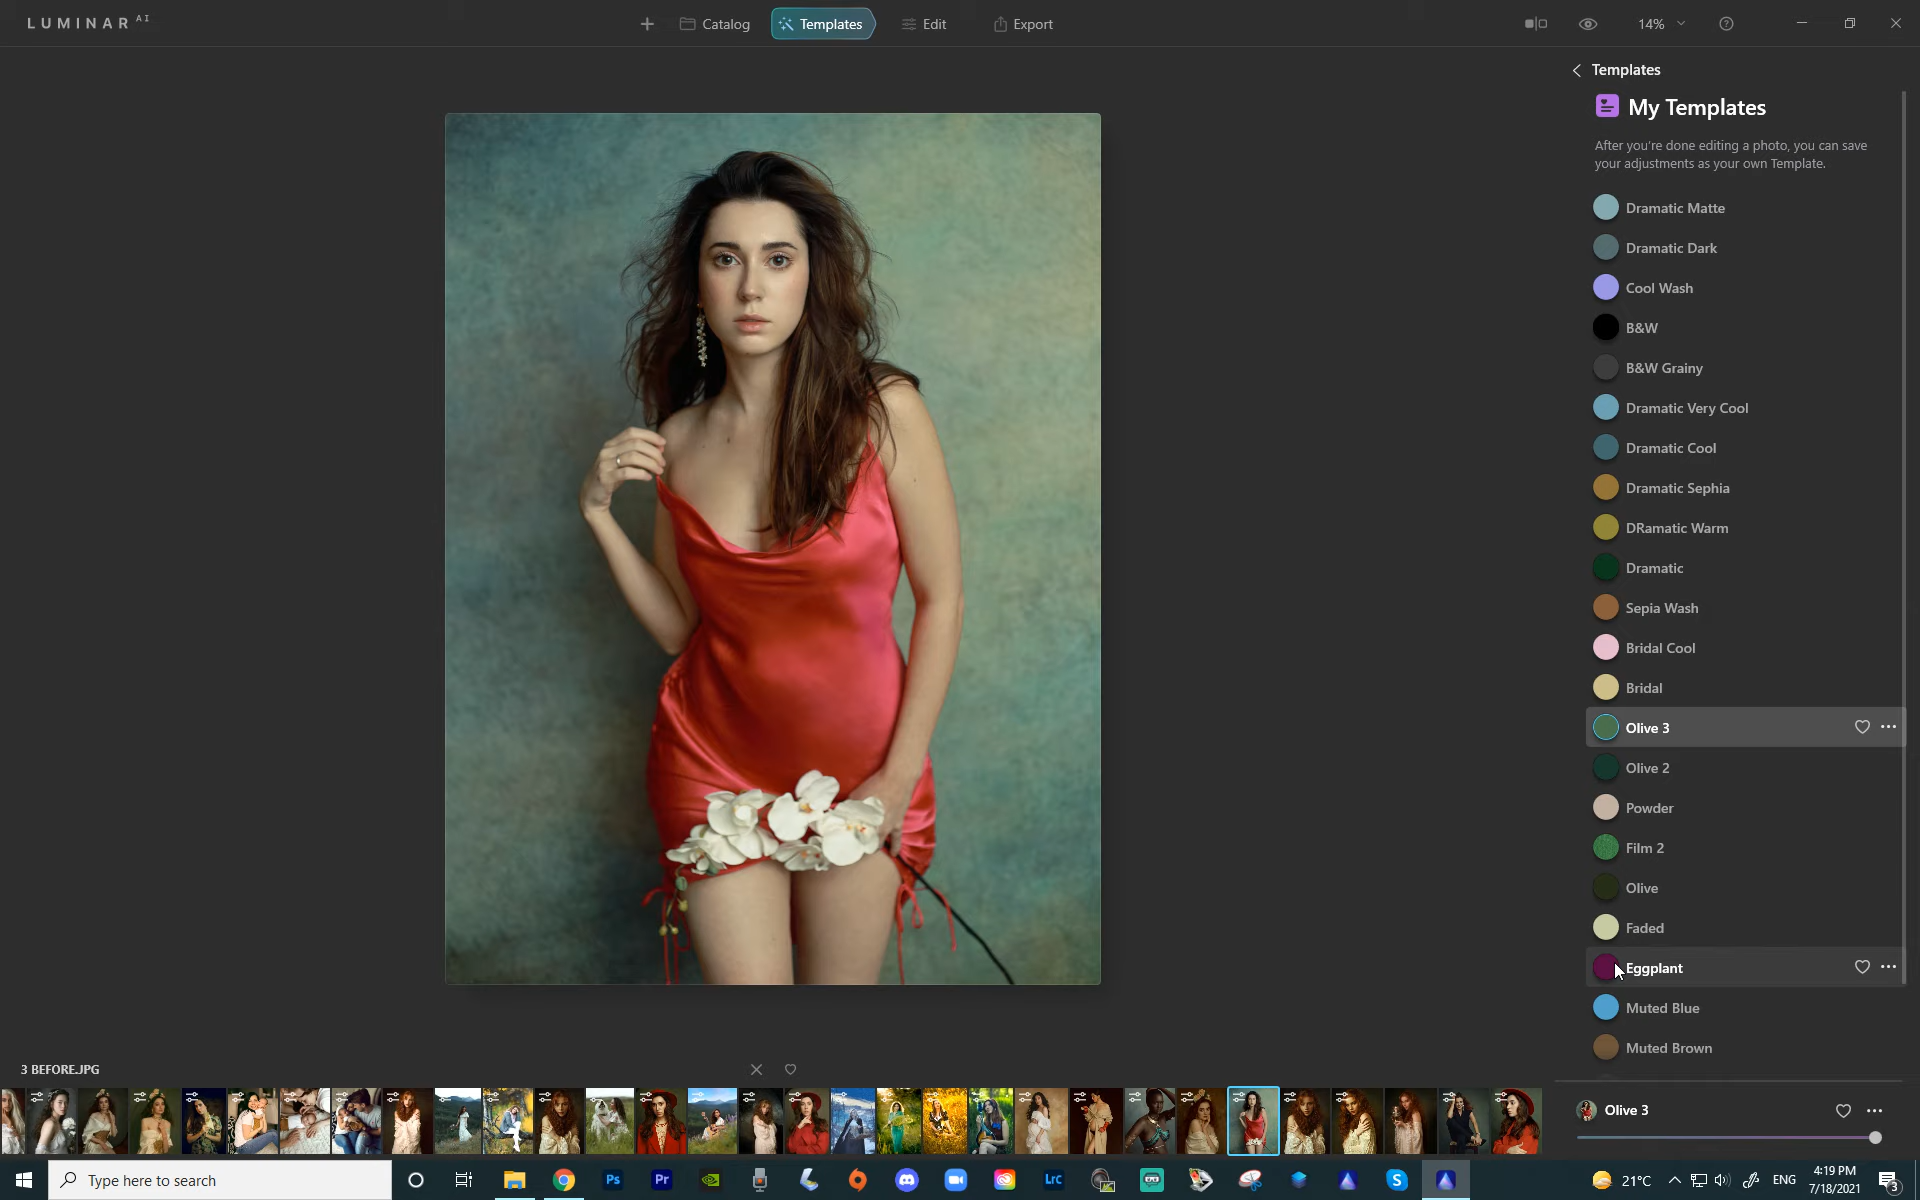 LUMINAR AI
Catalog
Templates
Edit
Export
14%
Templates
My Templates
After you're done editing a photo, you can save
your adjustments as your own Template.
Dramatic Matte
Dramatic Dark
Cool Wash
B&W
B&W Grainy
Dramatic Very Cool
Dramatic Cool
Dramatic Sephia
DRamatic Warm
Dramatic
Sepia Wash
Bridal Cool
Bridal
Olive 3
Olive 2
Powder
Film 2
Olive
Faded
Eggplant
Muted Blue
Muted Brown
3 BEFORE.JPG
Olive 3
Type here to search
Ps
Pr
Lrc
21°C
ENG
4:19 PM
7/18/2021
3